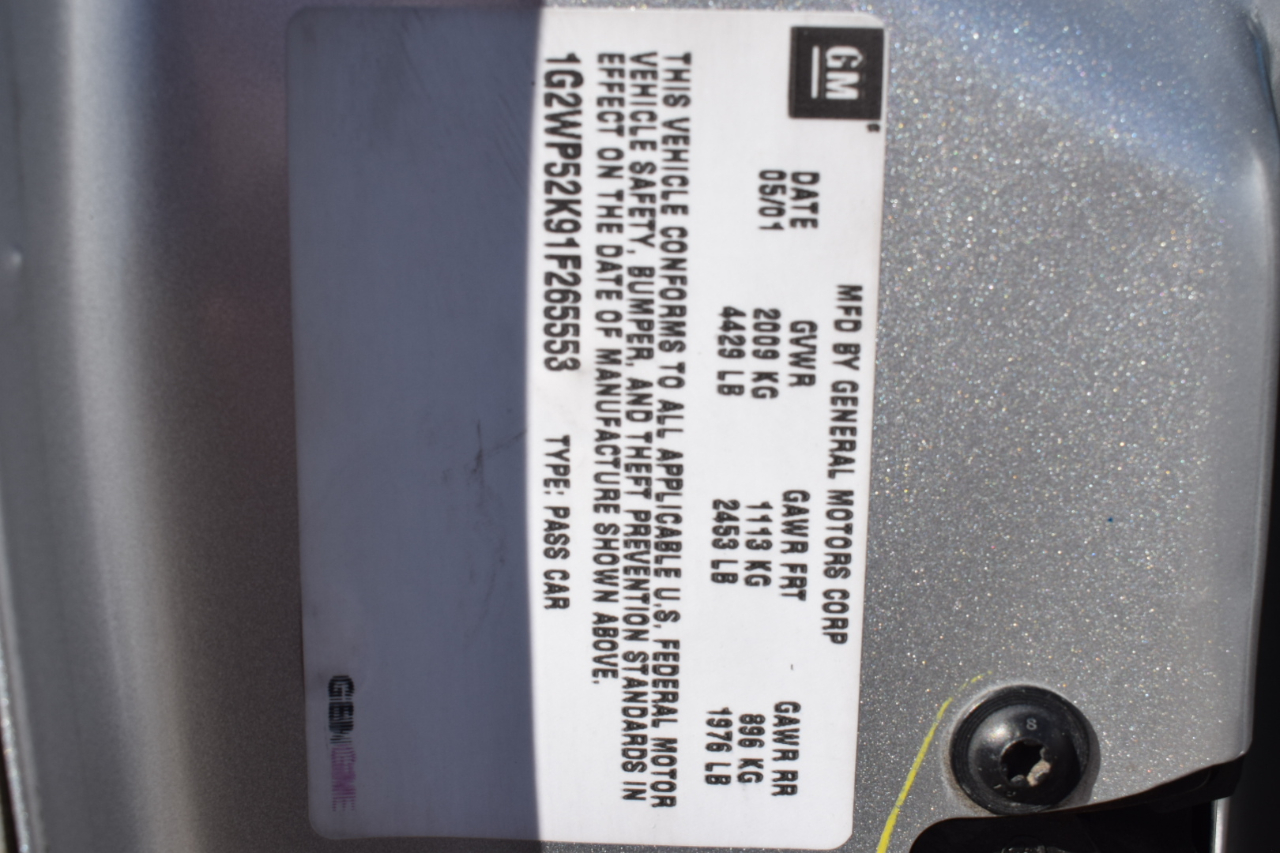 GM
MFD BY GENERAL MOTORS CORP
DATE GVWR GAWR FRT GAWR RR
05/01 2009 KG 1113 KG 896 KG
4429 LB 2453 LB 1976 LB
THIS VEHICLE CONFORMS TO ALL APPLICABLE U.S. FEDERAL MOTOR
VEHICLE SAFETY, BUMPER, AND THEFT PREVENTION STANDARDS IN
EFFECT ON THE DATE OF MANUFACTURE SHOWN ABOVE.
1G2WP52K91F265553 TYPE: PASS CAR
8